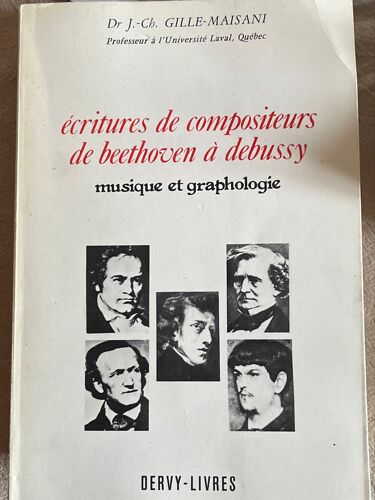 Dr J.-Ch. GILLE-MAISANI
Professeur à l'Université Laval, Québec
écritures de compositeurs
de beethoven à debussy
musique et graphologie
DERVY-LIVRES